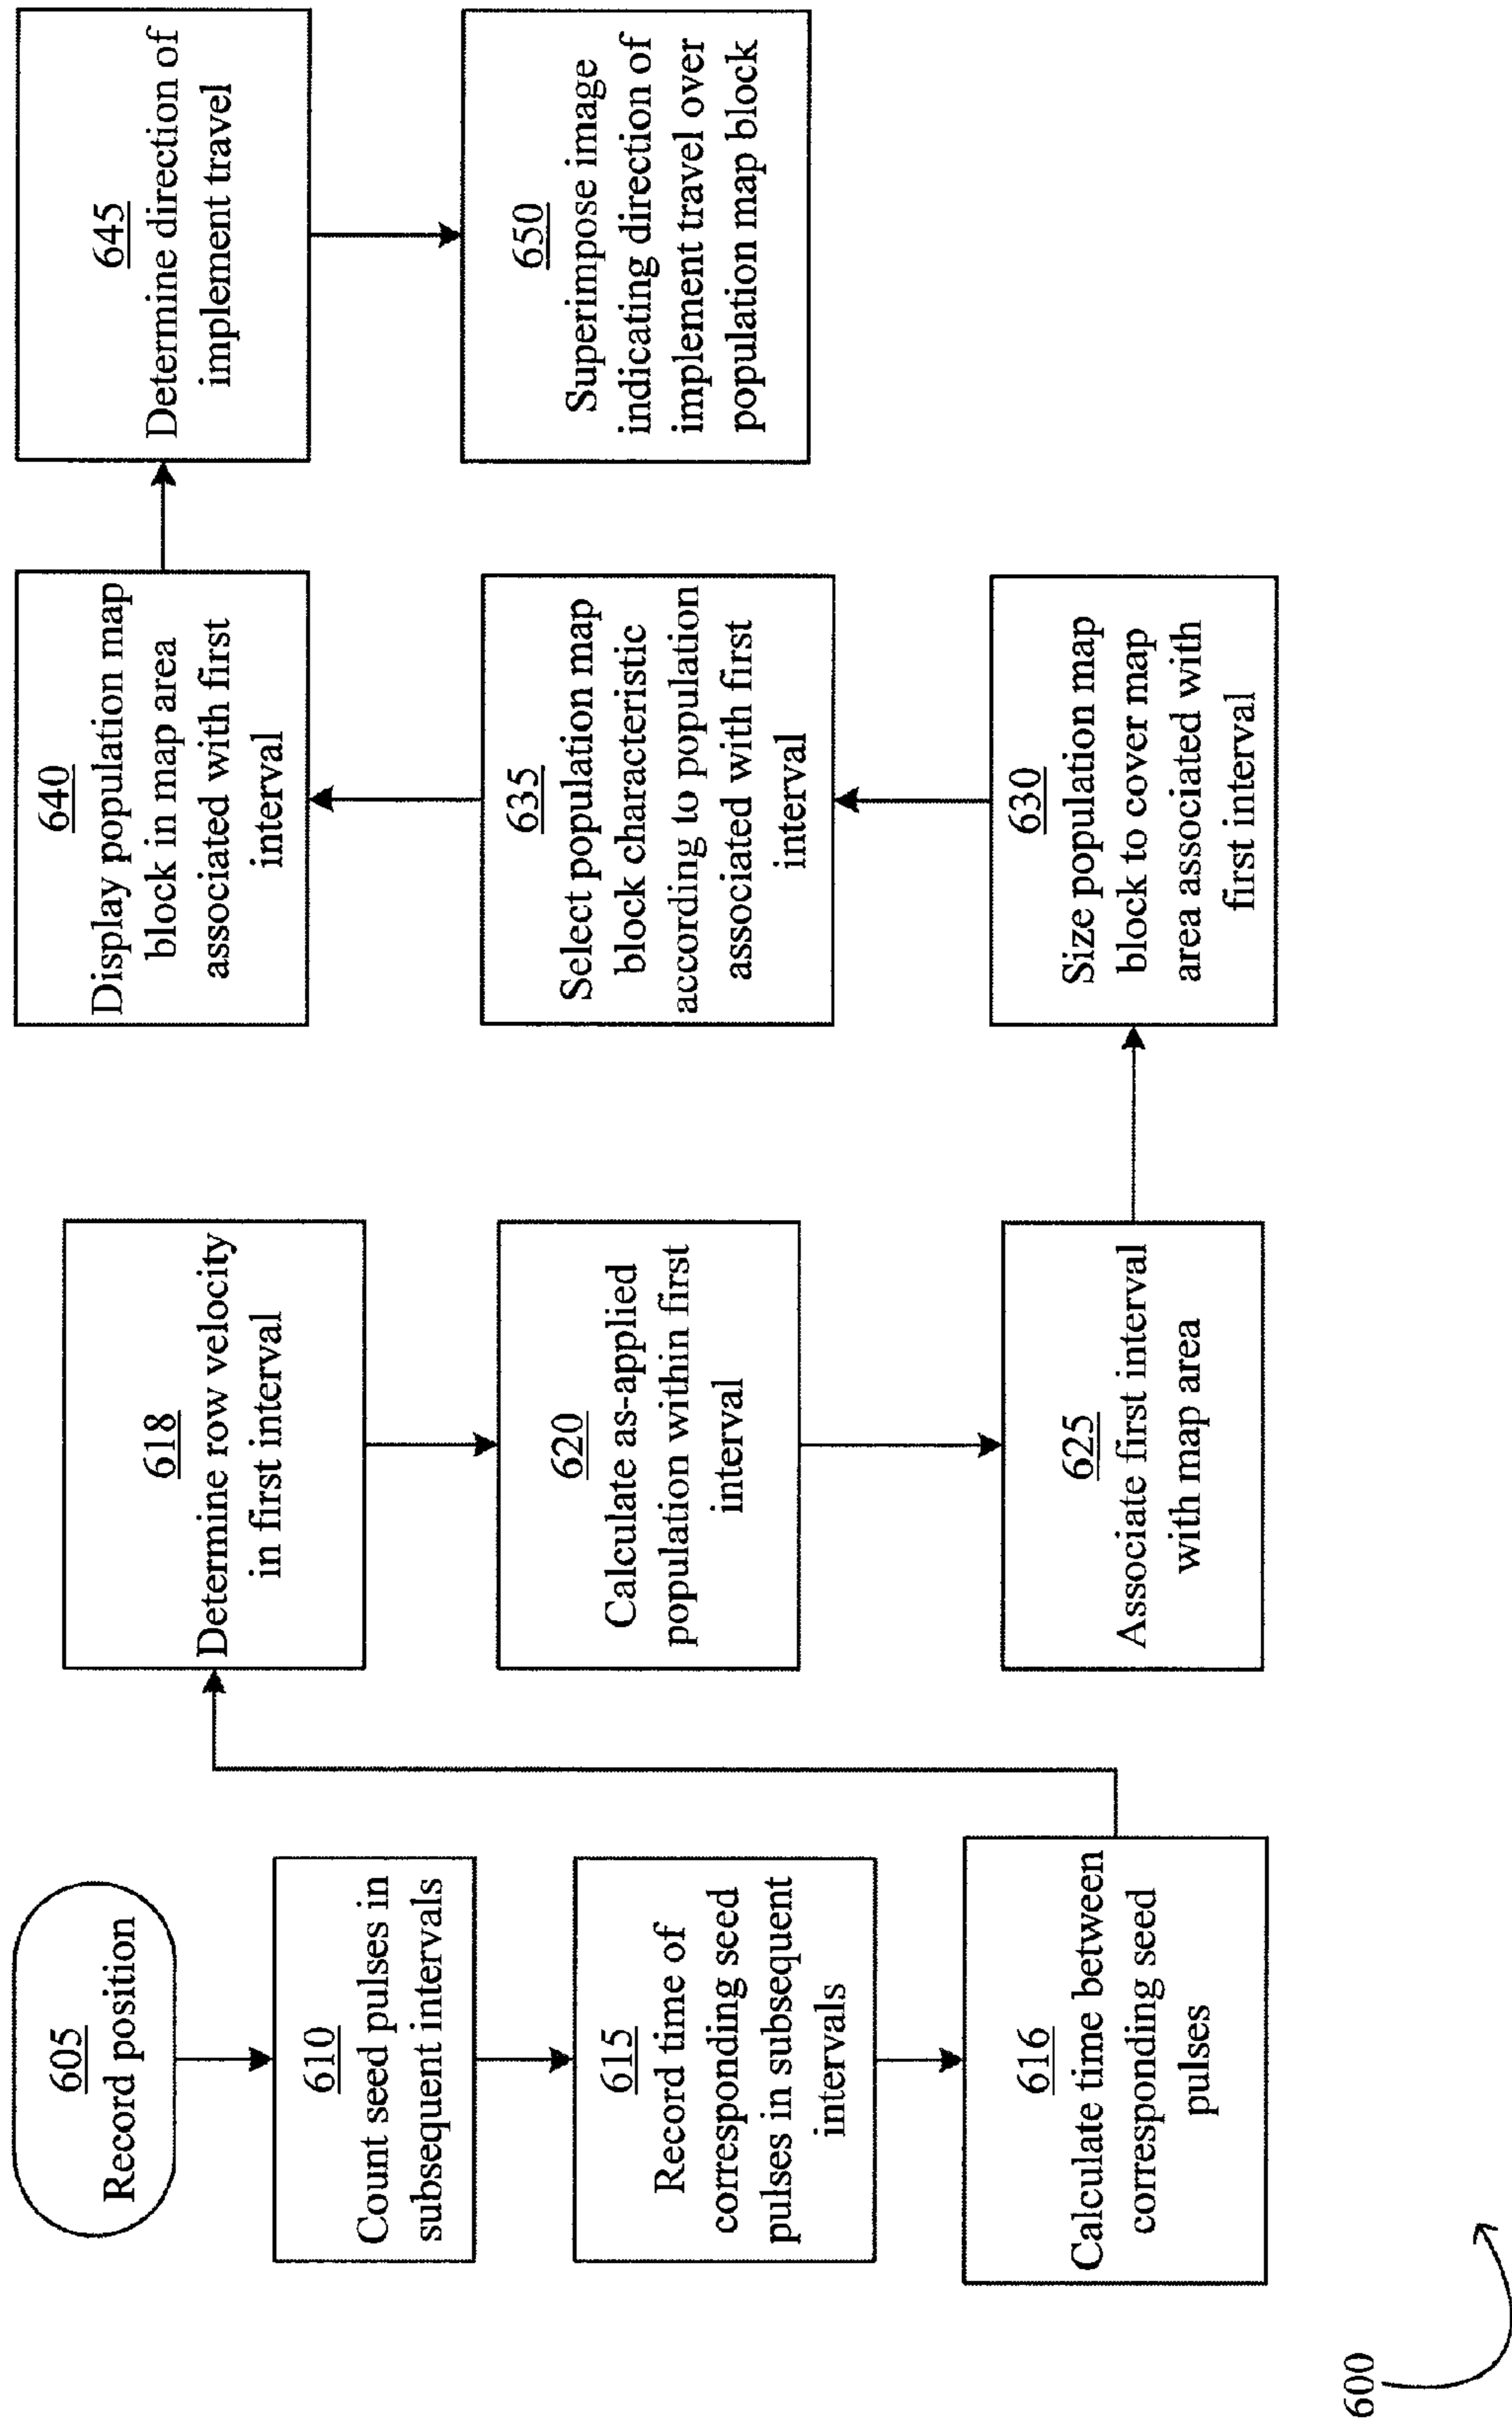 605
Record position
610
Count seed pulses in
subsequent intervals
615
Record time of
corresponding seed
pulses in subsequent
intervals
616
Calculate time between
corresponding seed
pulses
618
Determine row velocity
in first interval
620
Calculate as-applied
population within first
interval
625
Associate first interval
with map area
630
Size population map
block to cover map
area associated with
first interval
635
Select population map
block characteristic
according to population
associated with first
interval
640
Display population map
block in map area
associated with first
interval
645
Determine direction of
implement travel
650
Superimpose image
indicating direction of
implement travel over
population map block
600